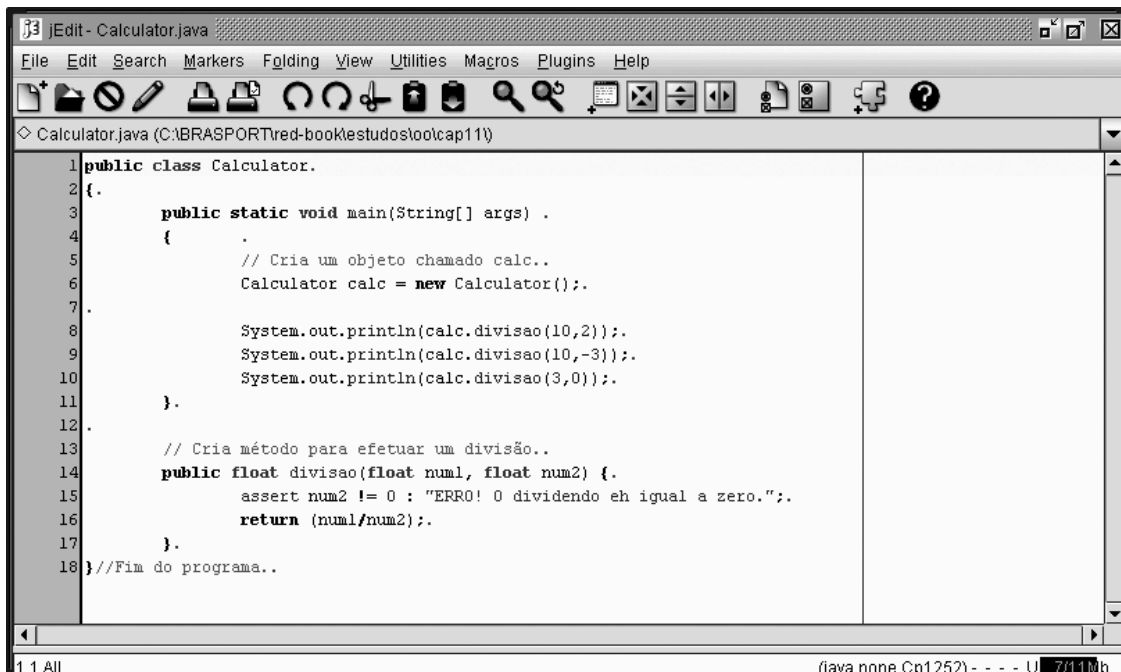 jEdit - Calculator.java
File Edit Search Markers Folding View Utilities Macros Plugins Help
Calculator.java (C:\BRASPORT\red-book\estudos\oo\cap11\)
1 public class Calculator.
2 {.
3 public static void main(String[] args) .
4 { .
5 // Cria um objeto chamado calc..
6 Calculator calc = new Calculator();.
7 .
8 System.out.println(calc.divisao(10,2));.
9 System.out.println(calc.divisao(10,-3));.
10 System.out.println(calc.divisao(3,0));.
11 }.
12 .
13 // Cria método para efetuar um divisão..
14 public float divisao(float num1, float num2) {.
15 assert num2 != 0 : "ERRO! O dividendo eh igual a zero.";.
16 return (num1/num2);.
17 }.
18 }//Fim do programa..
1,1 All (java none Cp1252) - - - - U 7/11Mb